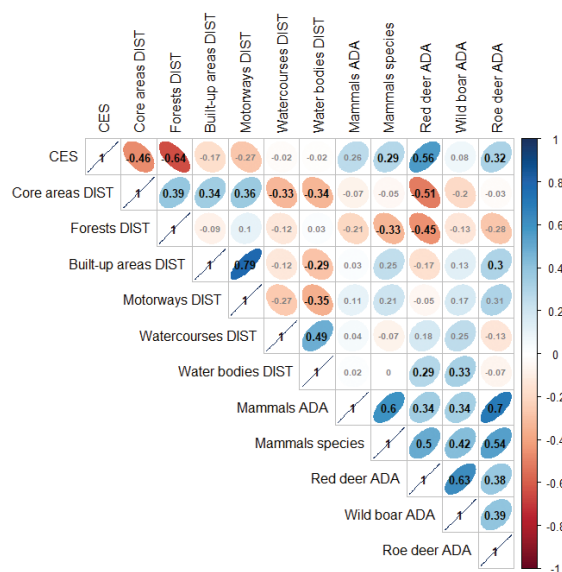 CES
Core areas DIST
Forests DIST
Built-up areas DIST
Motorways DIST
Watercourses DIST
Water bodies DIST
Mammals ADA
Mammals species
Red deer ADA
Wild boar ADA
Roe deer ADA
CES 1 -0.46 -0.64 -0.17 -0.27 -0.02 -0.02 0.26 0.29 0.56 0.08 0.32
Core areas DIST 1 0.39 0.34 0.36 -0.33 -0.34 -0.07 -0.05 -0.51 -0.2 -0.03
Forests DIST 1 -0.09 0.1 -0.12 0.03 -0.21 -0.33 -0.45 -0.13 -0.28
Built-up areas DIST 1 0.79 -0.12 -0.29 0.03 0.25 -0.17 0.13 0.3
Motorways DIST 1 -0.27 -0.35 0.11 0.21 -0.05 0.17 0.31
Watercourses DIST 1 0.49 0.04 -0.07 0.18 0.25 -0.13
Water bodies DIST 1 0.02 0 0.29 0.33 -0.07
Mammals ADA 1 0.6 0.34 0.34 0.7
Mammals species 1 0.5 0.42 0.54
Red deer ADA 1 0.63 0.38
Wild boar ADA 1 0.39
Roe deer ADA 1
1
0.8
0.6
0.4
0.2
0
-0.2
-0.4
-0.6
-0.8
-1